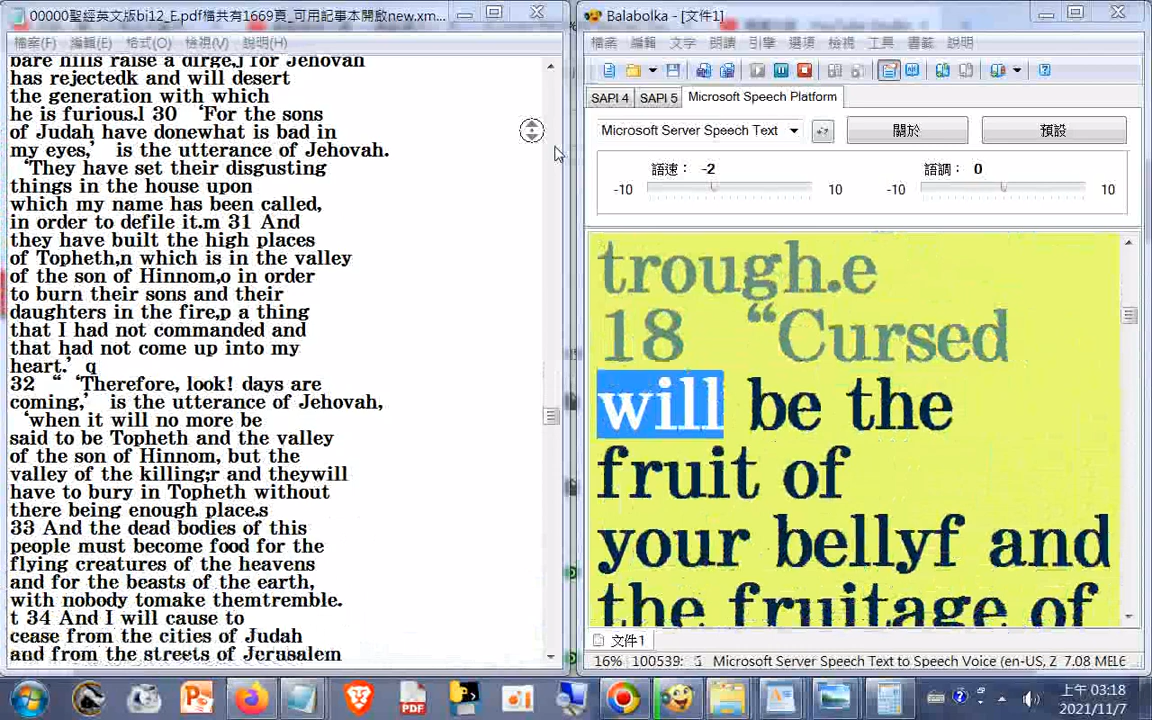 00000聖經英文版bi12_E.pdf檔共有1669頁_可用記事本開啟new.xm...
檔案(F) 編輯(E) 格式(O) 檢視(V) 說明(H)
bare hills raise a dirge,j for Jehovah
has rejectedk and will desert
the generation with which
he is furious.l 30 ‘For the sons
of Judah have donewhat is bad in
my eyes,’ is the utterance of Jehovah.
‘They have set their disgusting
things in the house upon
which my name has been called,
in order to defile it.m 31 And
they have built the high places
of Topheth,n which is in the valley
of the son of Hinnom,o in order
to burn their sons and their
daughters in the fire,p a thing
that I had not commanded and
that had not come up into my
heart.’ q
32 “ ‘Therefore, look! days are
coming,’ is the utterance of Jehovah,
‘when it will no more be
said to be Topheth and the valley
of the son of Hinnom, but the
valley of the killing;r and theywill
have to bury in Topheth without
there being enough place.s
33 And the dead bodies of this
people must become food for the
flying creatures of the heavens
and for the beasts of the earth,
with nobody tomake themtremble.
t 34 And I will cause to
cease from the cities of Judah
and from the streets of Jerusalem
Balabolka - [文件1]
檔案 編輯 文字 朗讀 引擎 選項 檢視 工具 書籤 說明
SAPI 4 SAPI 5 Microsoft Speech Platform
Microsoft Server Speech Text 關於 預設
語速: -2 語調: 0
-10 10 -10 10
trough.e
18 “Cursed
will be the
fruit of
your bellyf and
the fruitage of
文件1
16% 100539: Microsoft Server Speech Text to Speech Voice (en-US, Z 7.08 МБ
PDF
上午 03:18
2021/11/7